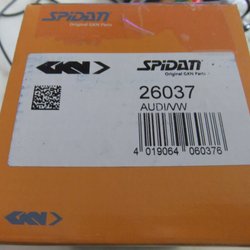 SPIDAN
Original GKN Parts
GKN
SPIDAN
Original GKN Parts
26037
AUDI/VW
4 019064 060376
GKN